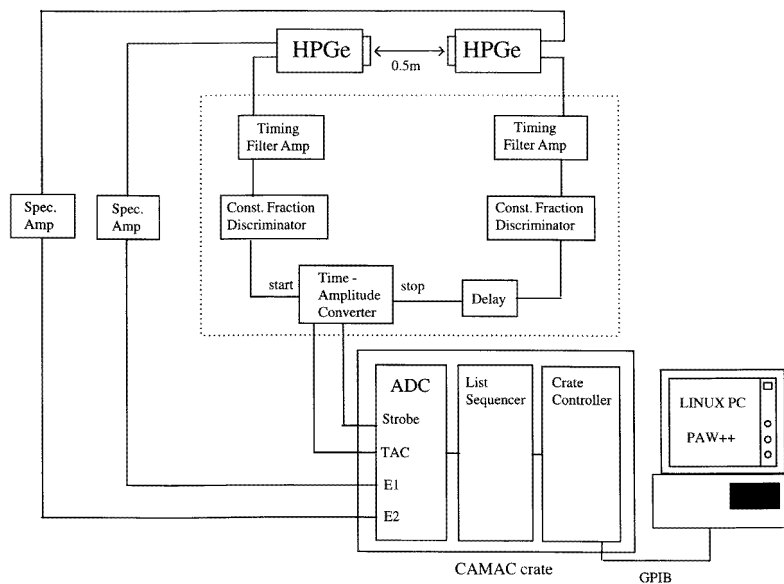 HPGe
HPGe
0.5m
Timing
Filter Amp
Timing
Filter Amp
Spec.
Amp
Spec.
Amp
Const. Fraction
Discriminator
Const. Fraction
Discriminator
start
Time -
Amplitude
Converter
stop
Delay
ADC
Strobe
TAC
E1
E2
List
Sequencer
Crate
Controller
LINUX PC
PAW++
CAMAC crate
GPIB